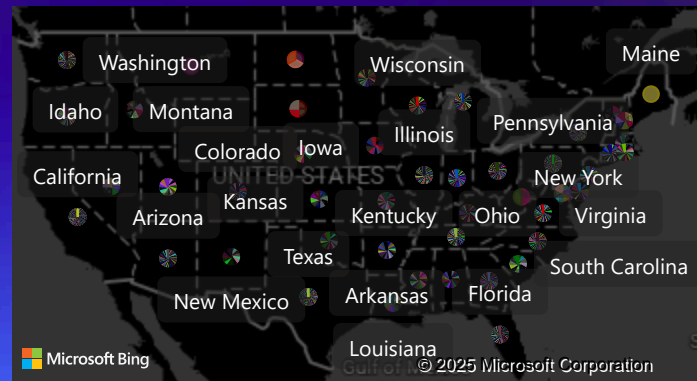 Maine
Washington
Wisconsin
Idaho
Montana
Pennsylvania
Illinois
Colorado
Iowa
California
UNITED STATES
New York
Kansas
Arizona
Kentucky
Ohio
Virginia
Texas
South Carolina
New Mexico
Arkansas
Florida
Louisiana
Microsoft Bing
© 2025 Microsoft Corporation